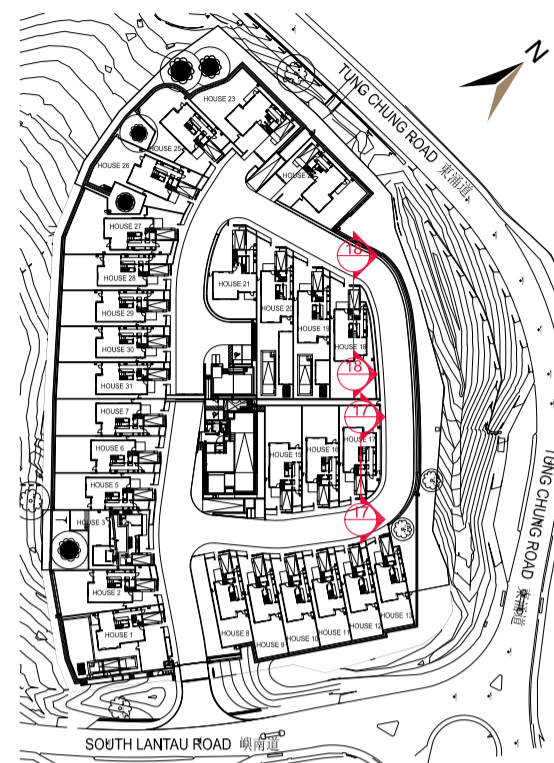 N
TUNG CHUNG ROAD 東涌道
HOUSE 23
HOUSE 25
HOUSE 26
HOUSE 27
HOUSE 28
HOUSE 29
HOUSE 30
HOUSE 31
HOUSE 7
HOUSE 6
HOUSE 5
HOUSE 3
HOUSE 2
HOUSE 1
HOUSE 21
HOUSE 20
HOUSE 19
HOUSE 18
18
18
17
17
HOUSE 15
HOUSE 16
HOUSE 17
HOUSE 8
HOUSE 9
HOUSE 10
HOUSE 11
HOUSE 12
HOUSE 13
TUNG CHUNG ROAD 東涌道
SOUTH LANTAU ROAD 嶼南道